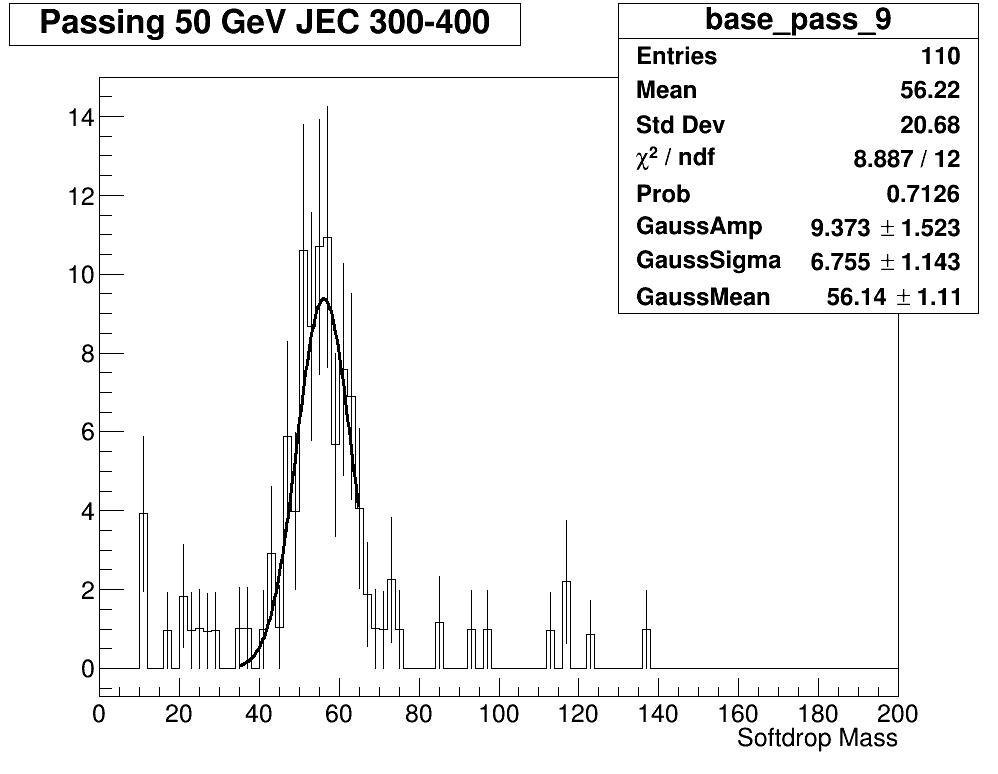 Passing 50 GeV JEC 300-400
base_pass_9
Entries 110
Mean 56.22
Std Dev 20.68
χ² / ndf 8.887 / 12
Prob 0.7126
GaussAmp 9.373 ± 1.523
GaussSigma 6.755 ± 1.143
GaussMean 56.14 ± 1.11
14
12
10
8
6
4
2
0
0 20 40 60 80 100 120 140 160 180 200
Softdrop Mass